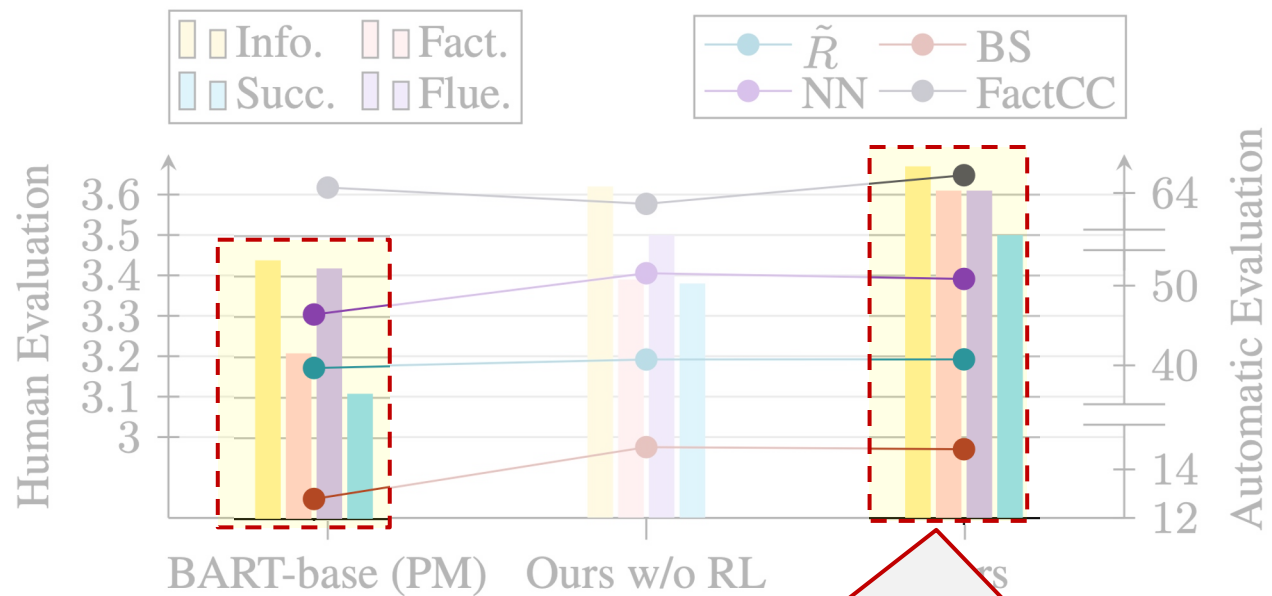 Info. Fact.
Succ. Flue.
R̃ BS
NN FactCC
Human Evaluation
3.6
3.5
3.4
3.3
3.2
3.1
3
64
50
40
14
12
Automatic Evaluation
BART-base (PM) Ours w/o RL rs